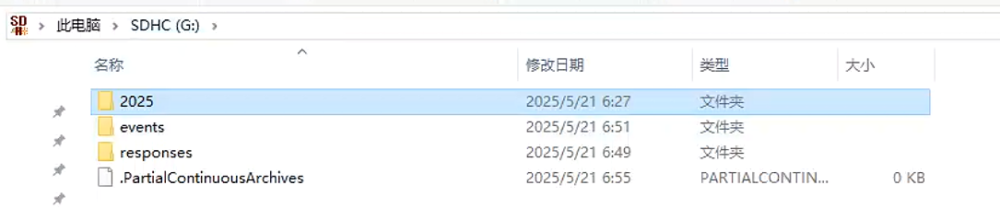 SD
此电脑 > SDHC (G:) >
名称 修改日期 类型 大小
2025 2025/5/21 6:27 文件夹
events 2025/5/21 6:51 文件夹
responses 2025/5/21 6:49 文件夹
.PartialContinuousArchives 2025/5/21 6:55 PARTIALCONTIN... 0 KB